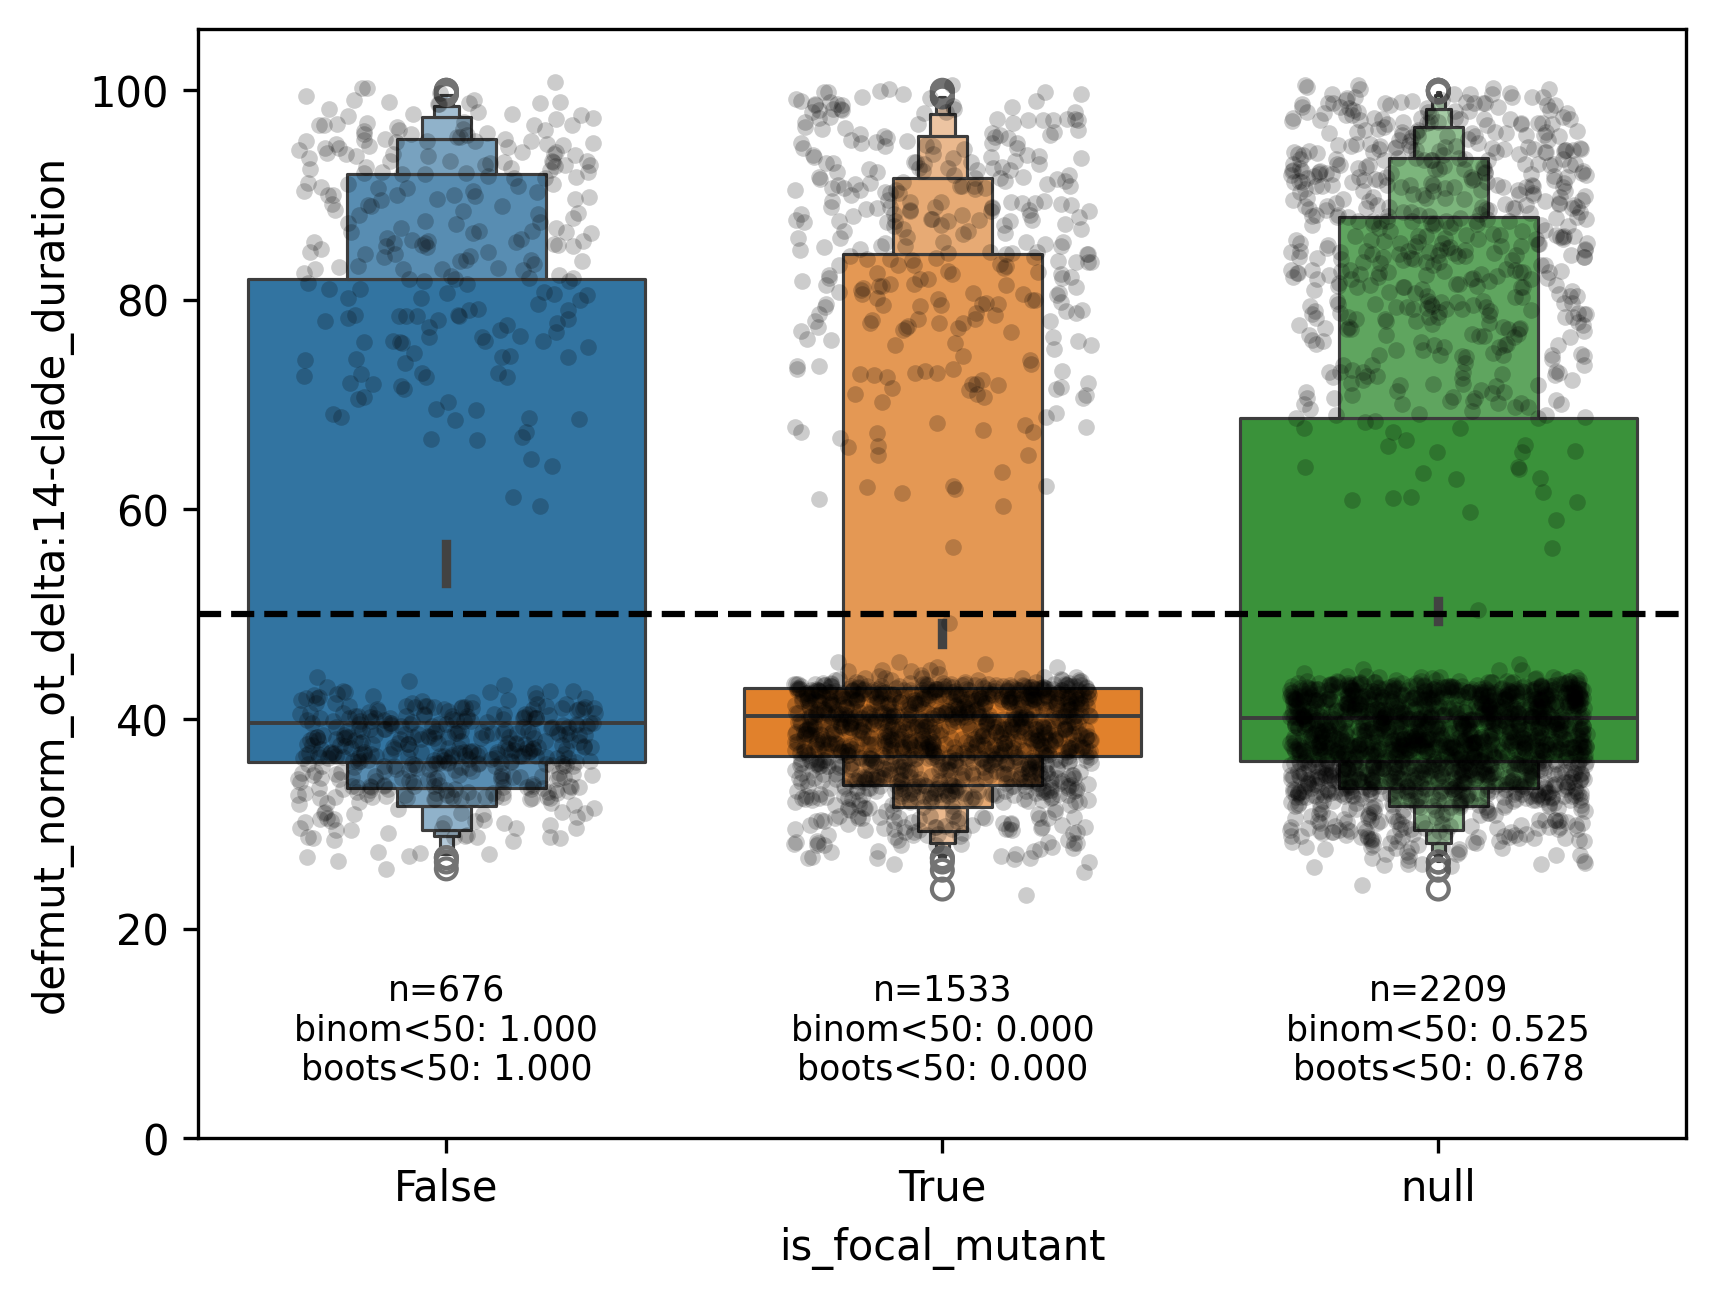 defmut_norm_ot_delta:14-clade_duration
100
80
60
40
20
0
n=676
binom<50: 1.000
boots<50: 1.000
n=1533
binom<50: 0.000
boots<50: 0.000
n=2209
binom<50: 0.525
boots<50: 0.678
False
True
null
is_focal_mutant